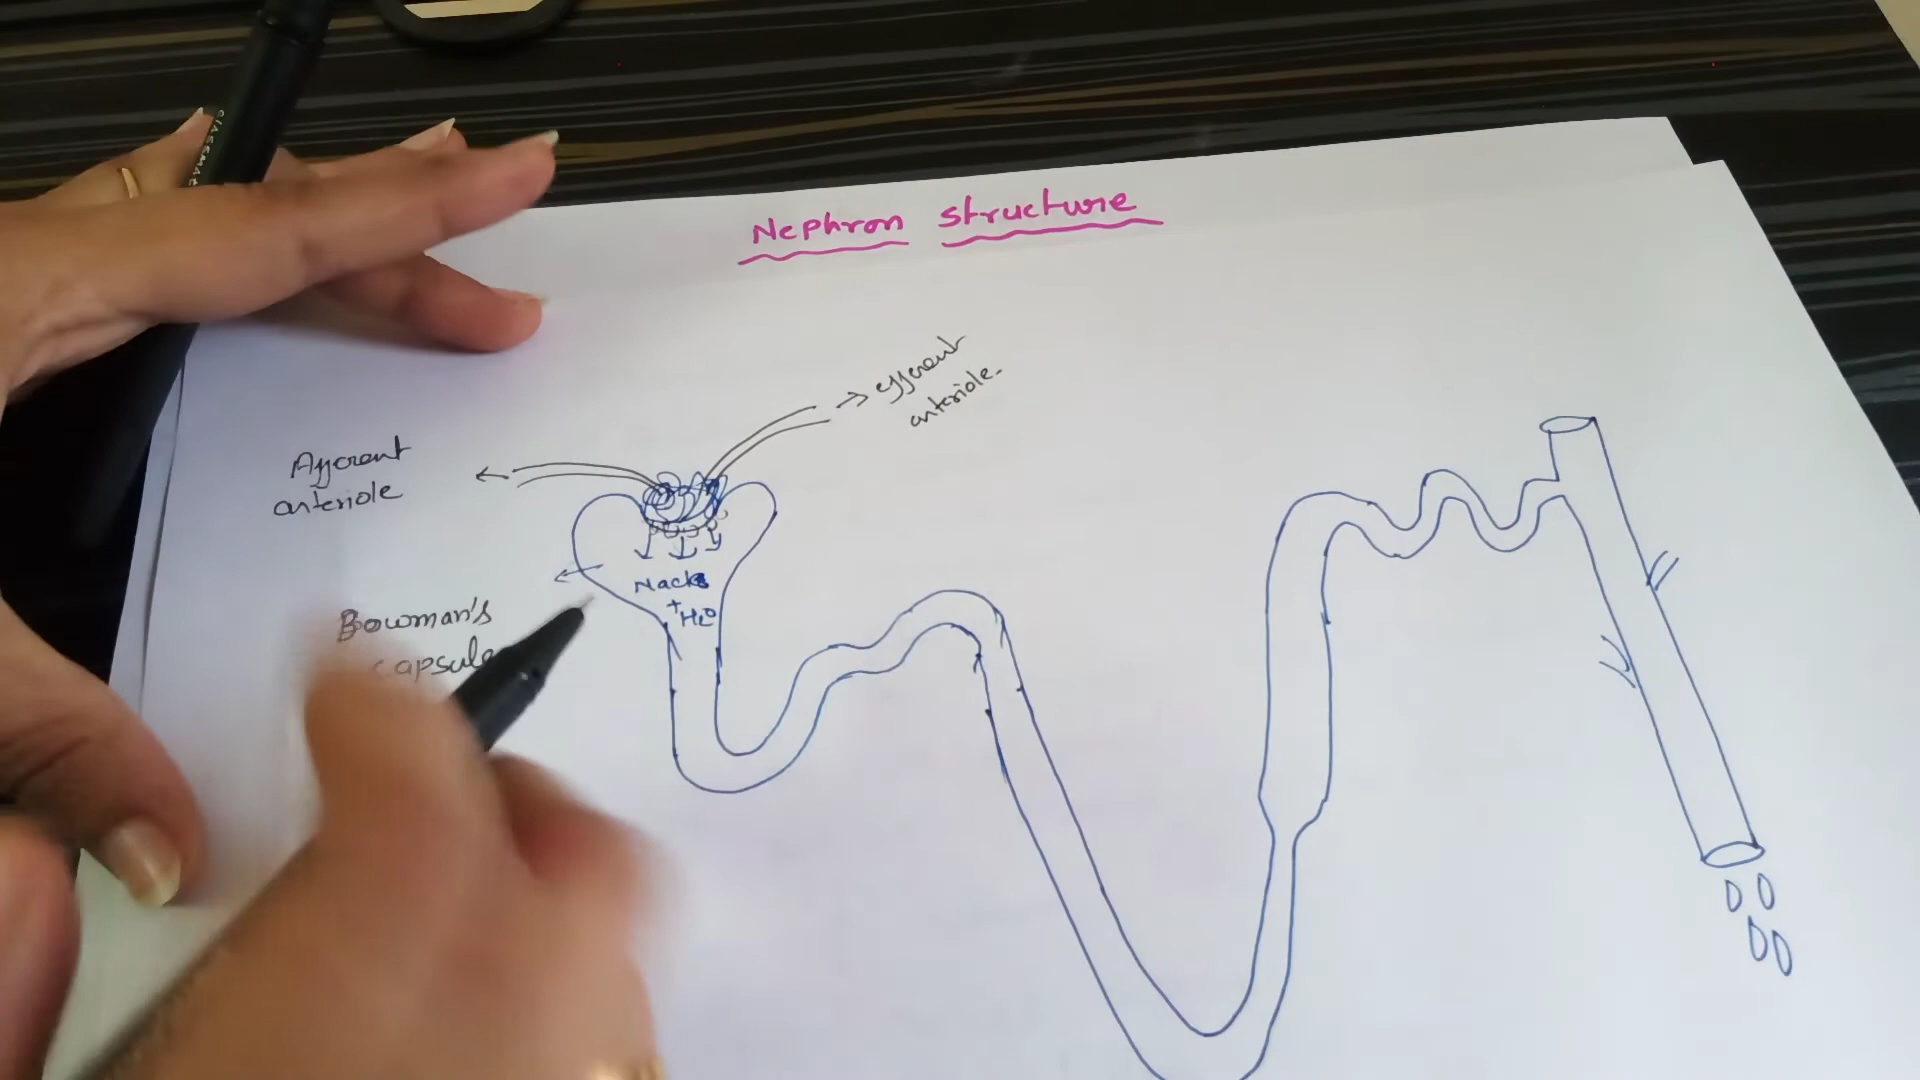 Nephron structure
efferent
arteriole.
Afferent
arteriole
Nacl
+
H2O
Bowman's
capsule